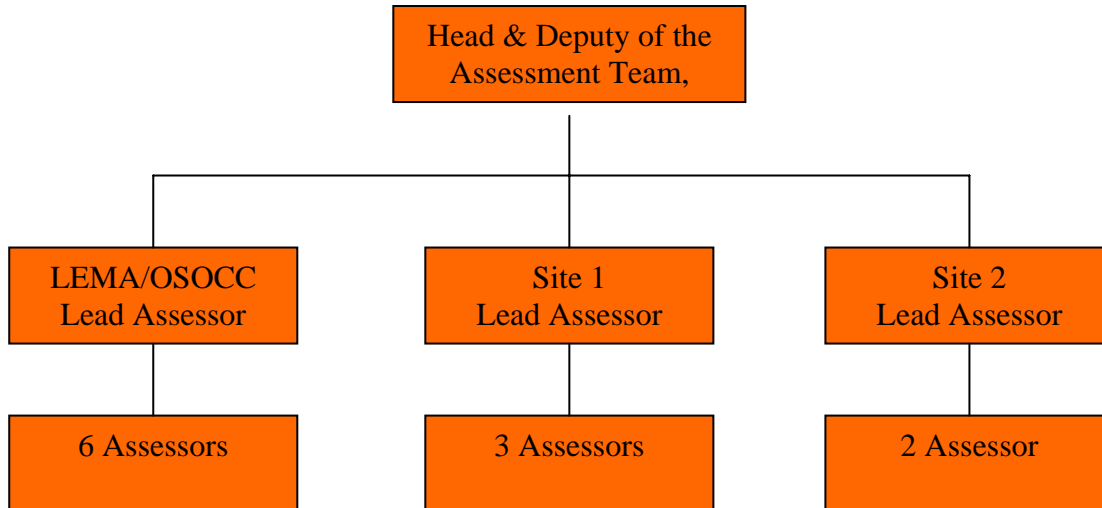 Head & Deputy of the
Assessment Team,
LEMA/OSOCC
Lead Assessor
Site 1
Lead Assessor
Site 2
Lead Assessor
6 Assessors
3 Assessors
2 Assessor